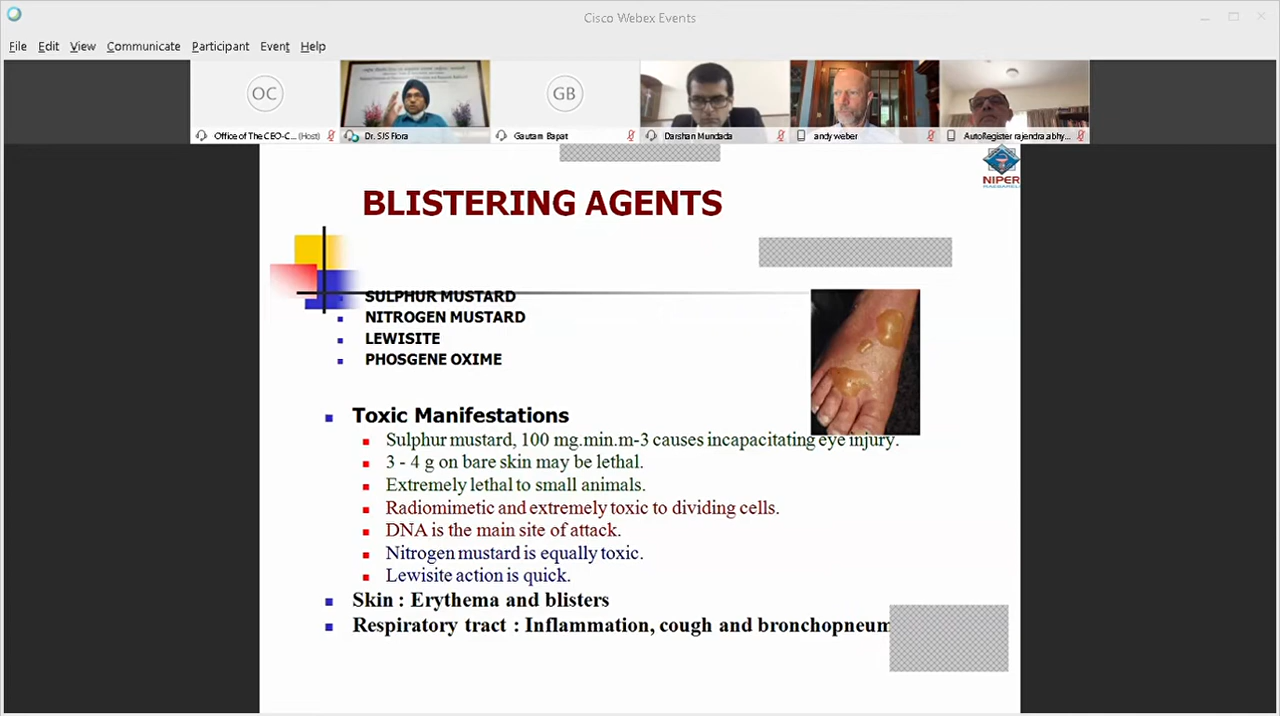 Cisco Webex Events
File Edit View Communicate Participant Event Help
OC
GB
Office of The CEO-C... (Host)
Dr. SJS Flora
Gautam Bapat
Darshan Mundada
andy weber
AutoRegister rajendra.abhy...
NIPER
BLISTERING AGENTS
SULPHUR MUSTARD
NITROGEN MUSTARD
LEWISITE
PHOSGENE OXIME
Toxic Manifestations
Sulphur mustard, 100 mg.min.m-3 causes incapacitating eye injury.
3 - 4 g on bare skin may be lethal.
Extremely lethal to small animals.
Radiomimetic and extremely toxic to dividing cells.
DNA is the main site of attack.
Nitrogen mustard is equally toxic.
Lewisite action is quick.
Skin : Erythema and blisters
Respiratory tract : Inflammation, cough and bronchopneum